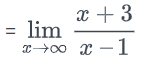 = lim x→∞ x + 3 / x − 1